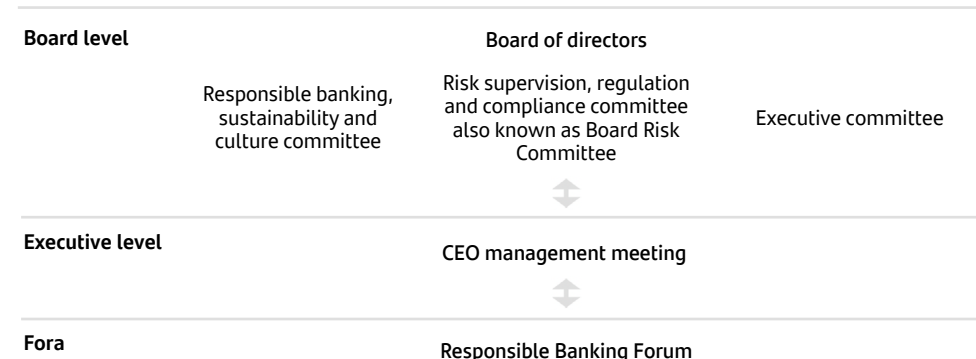 Board level
Board of directors
Responsible banking,
sustainability and
culture committee
Risk supervision, regulation
and compliance committee
also known as Board Risk
Committee
Executive committee
Executive level
CEO management meeting
Fora
Responsible Banking Forum